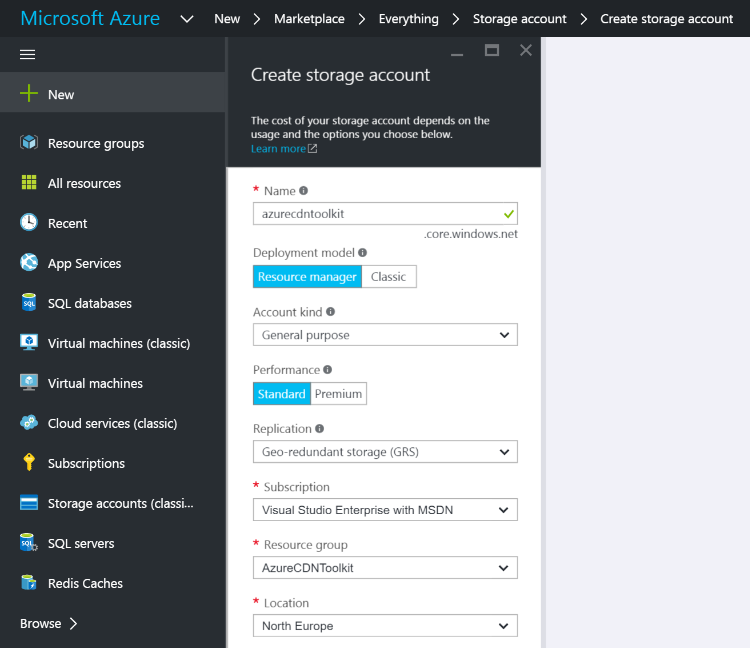 Microsoft Azure New > Marketplace > Everything > Storage account > Create storage account
New
Resource groups
All resources
Recent
App Services
SQL databases
Virtual machines (classic)
Virtual machines
Cloud services (classic)
Subscriptions
Storage accounts (classi...
SQL servers
Redis Caches
Browse >
Create storage account
The cost of your storage account depends on the
usage and the options you choose below.
Learn more
* Name
azurecdntoolkit
.core.windows.net
Deployment model
Resource manager Classic
Account kind
General purpose
Performance
Standard Premium
Replication
Geo-redundant storage (GRS)
* Subscription
Visual Studio Enterprise with MSDN
* Resource group
AzureCDNToolkit
* Location
North Europe